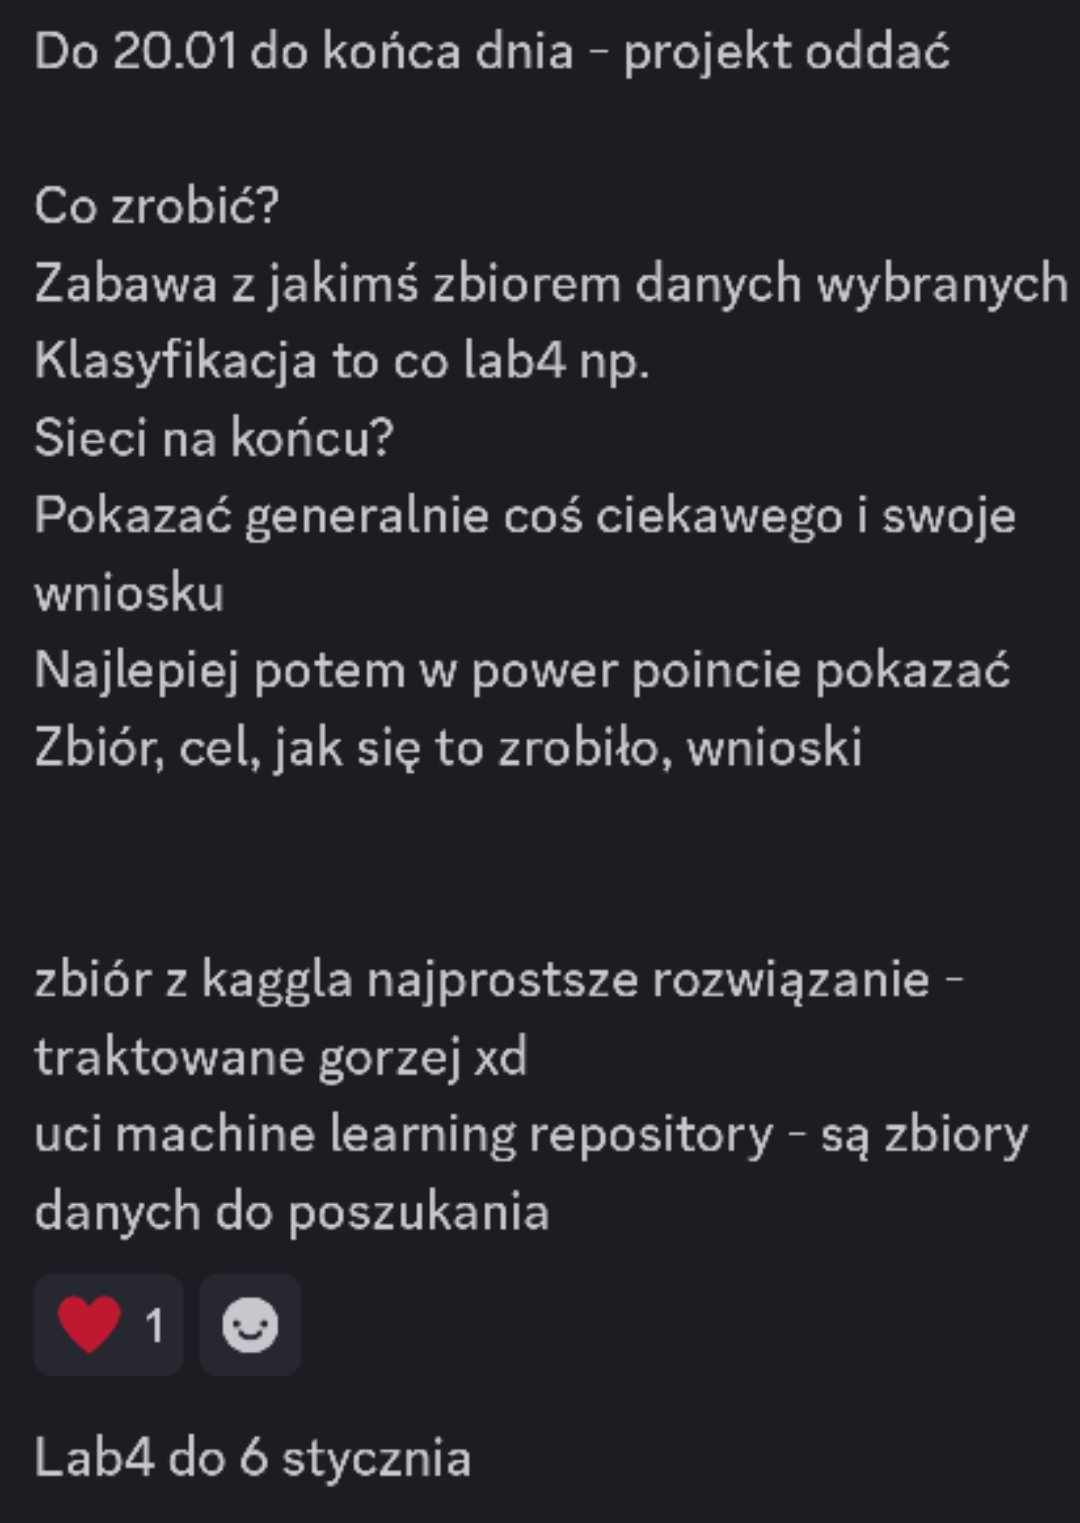 Do 20.01 do końca dnia - projekt oddać
Co zrobić?
Zabawa z jakimś zbiorem danych wybranych
Klasyfikacja to co lab4 np.
Sieci na końcu?
Pokazać generalnie coś ciekawego i swoje
wniosku
Najlepiej potem w power poincie pokazać
Zbiór, cel, jak się to zrobiło, wnioski
zbiór z kaggla najprostsze rozwiązanie -
traktowane gorzej xd
uci machine learning repository - są zbiory
danych do poszukania
1
Lab4 do 6 stycznia